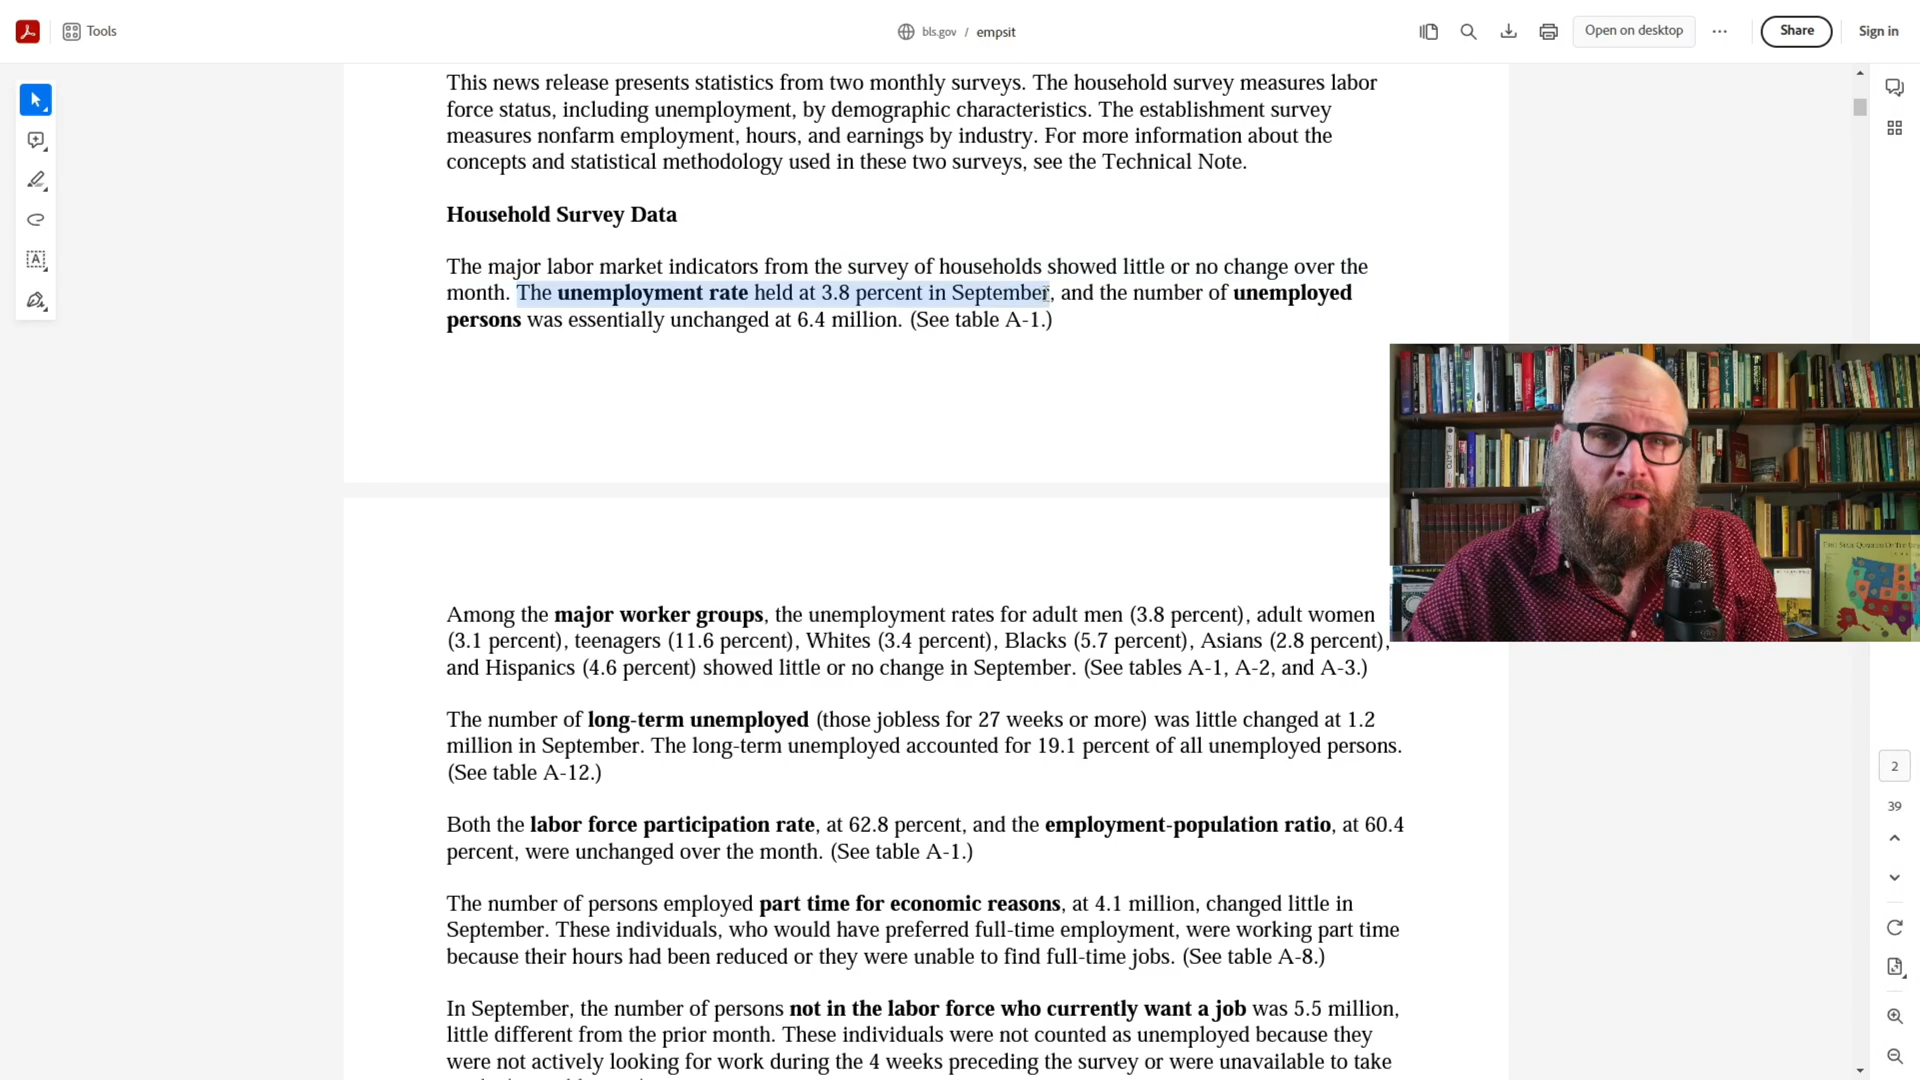 Tools
bls.gov / empsit
Open on desktop
Share
Sign in
This news release presents statistics from two monthly surveys. The household survey measures labor
force status, including unemployment, by demographic characteristics. The establishment survey
measures nonfarm employment, hours, and earnings by industry. For more information about the
concepts and statistical methodology used in these two surveys, see the Technical Note.
Household Survey Data
The major labor market indicators from the survey of households showed little or no change over the
month. The unemployment rate held at 3.8 percent in September, and the number of unemployed
persons was essentially unchanged at 6.4 million. (See table A-1.)
PLATO
Among the major worker groups, the unemployment rates for adult men (3.8 percent), adult women
(3.1 percent), teenagers (11.6 percent), Whites (3.4 percent), Blacks (5.7 percent), Asians (2.8 percent),
and Hispanics (4.6 percent) showed little or no change in September. (See tables A-1, A-2, and A-3.)
The number of long-term unemployed (those jobless for 27 weeks or more) was little changed at 1.2
million in September. The long-term unemployed accounted for 19.1 percent of all unemployed persons.
(See table A-12.)
2
39
Both the labor force participation rate, at 62.8 percent, and the employment-population ratio, at 60.4
percent, were unchanged over the month. (See table A-1.)
The number of persons employed part time for economic reasons, at 4.1 million, changed little in
September. These individuals, who would have preferred full-time employment, were working part time
because their hours had been reduced or they were unable to find full-time jobs. (See table A-8.)
In September, the number of persons not in the labor force who currently want a job was 5.5 million,
little different from the prior month. These individuals were not counted as unemployed because they
were not actively looking for work during the 4 weeks preceding the survey or were unavailable to take